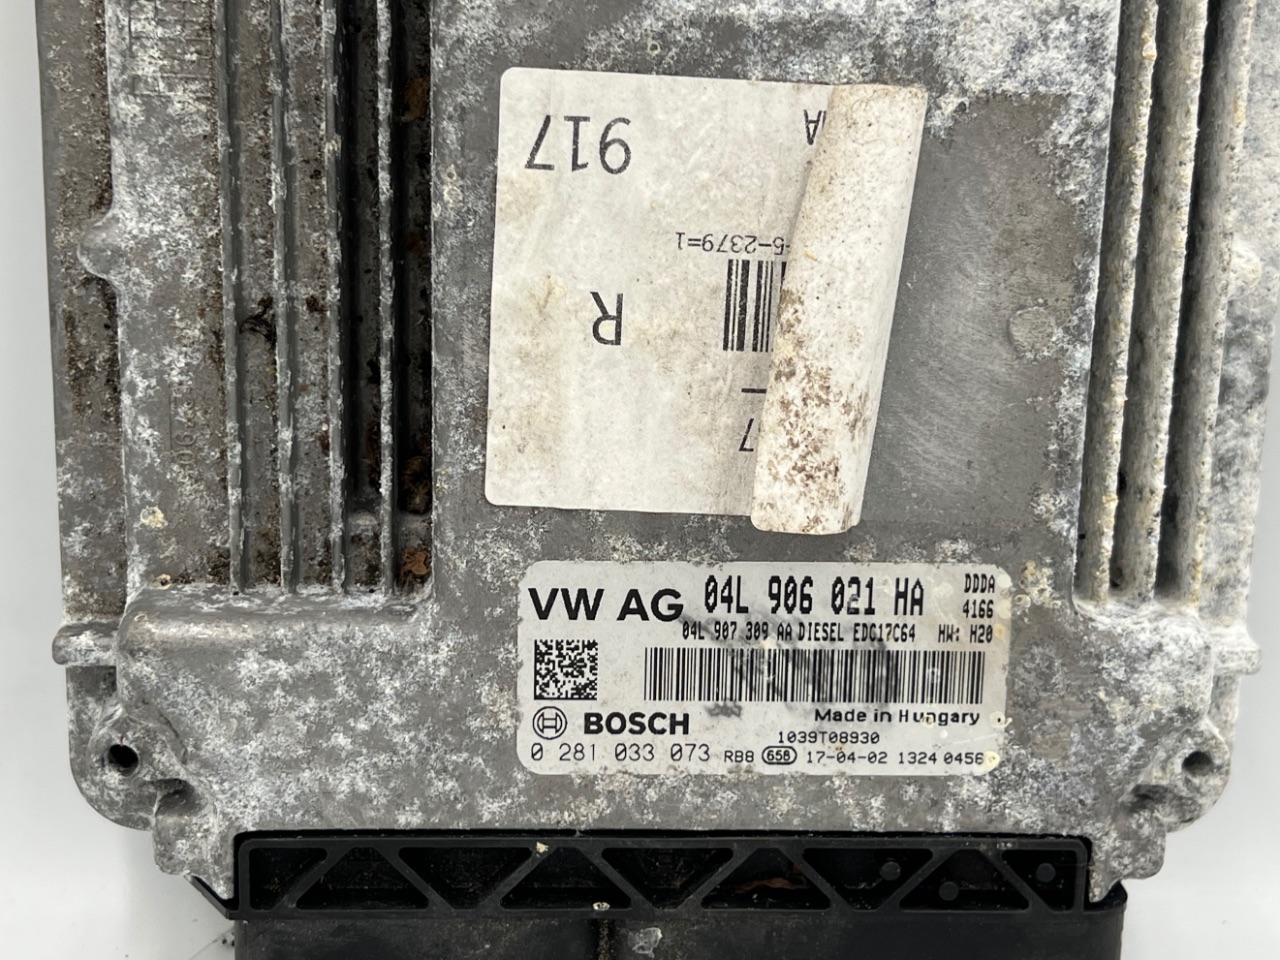 917
R
5-2379=1
VW AG 04L 906 021 HA
DDDA
4166
04L 907 309 AA DIESEL EDC17C64 HW: H20
BOSCH
Made in Hungary
1039T08930
0 281 033 073 RB8 658 17-04-02 1324 0456